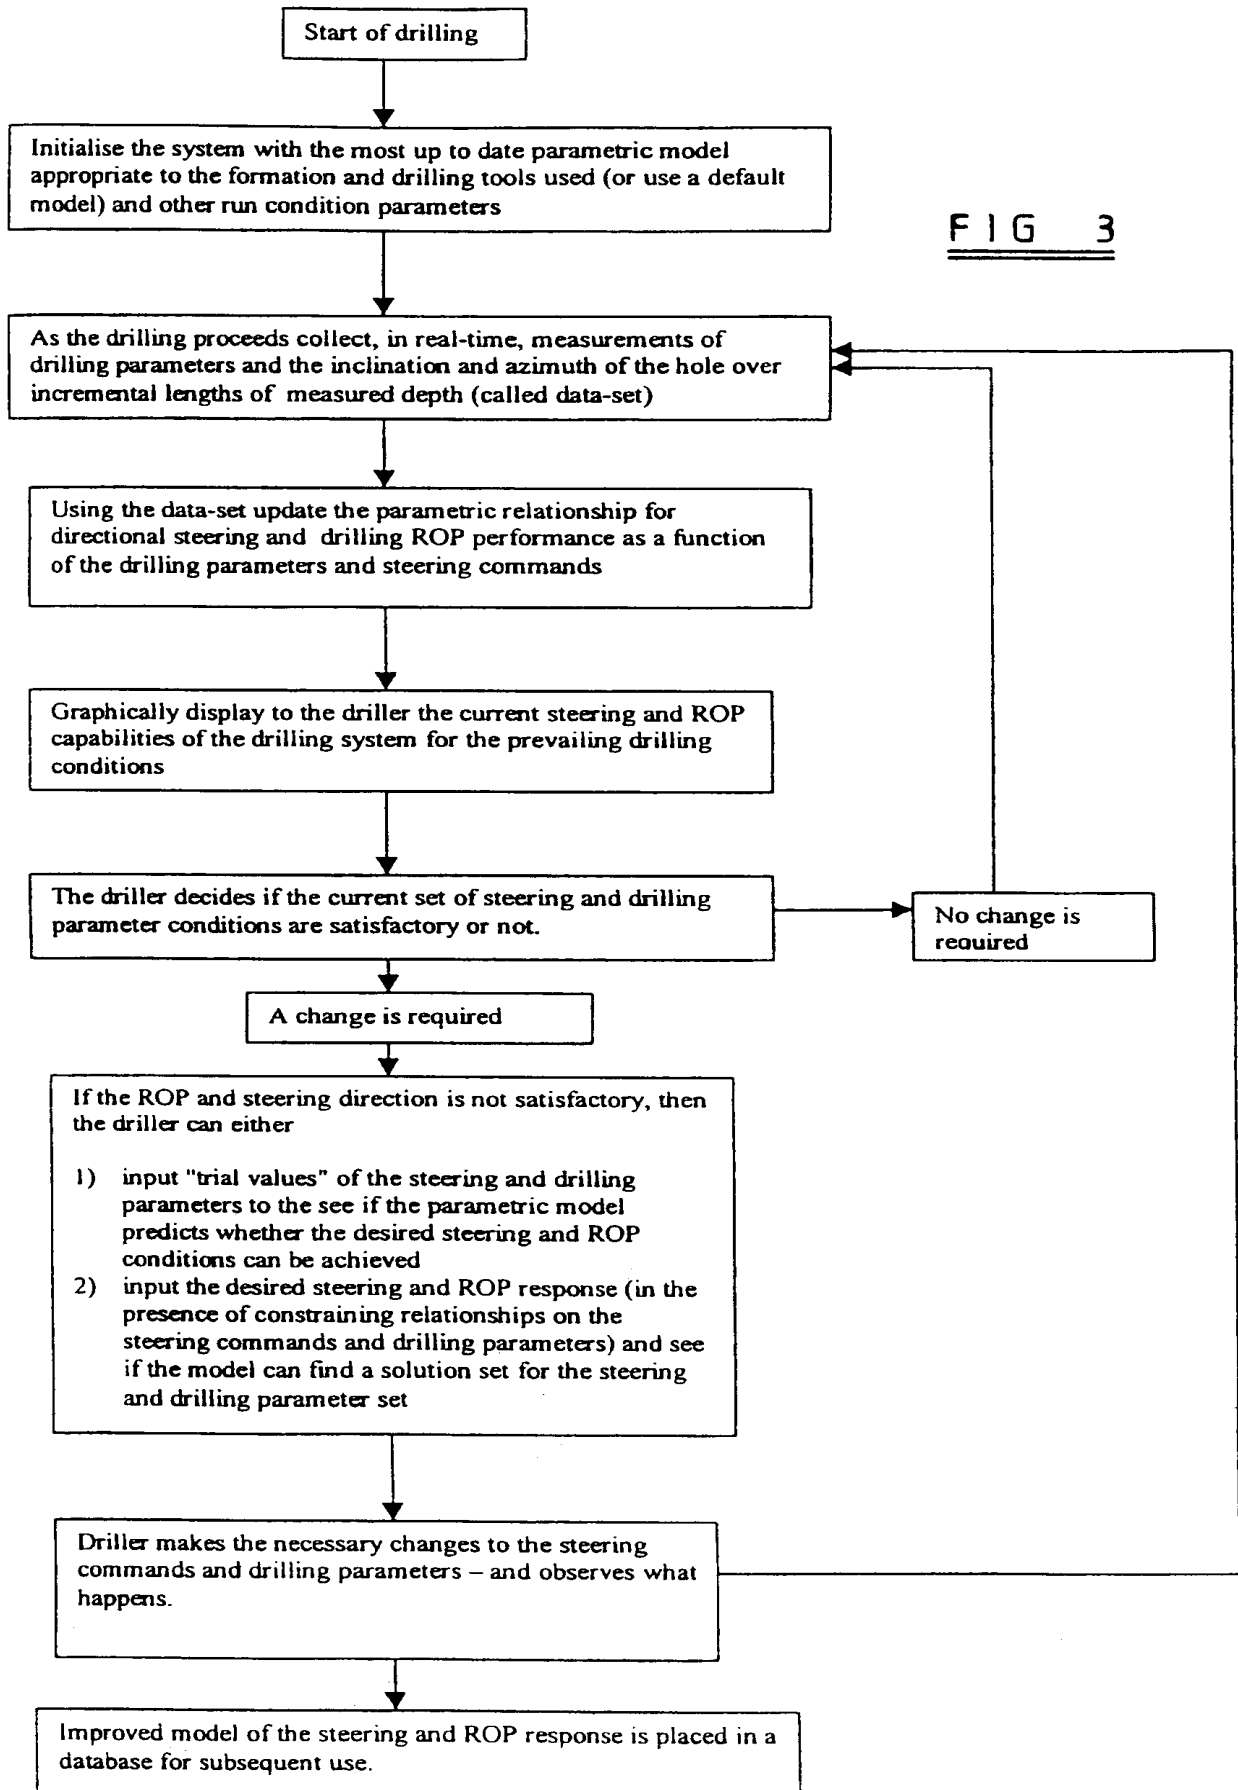 Start of drilling
Initialise the system with the most up to date parametric model
appropriate to the formation and drilling tools used (or use a default
model) and other run condition parameters
FIG 3
As the drilling proceeds collect, in real-time, measurements of
drilling parameters and the inclination and azimuth of the hole over
incremental lengths of measured depth (called data-set)
Using the data-set update the parametric relationship for
directional steering and drilling ROP performance as a function
of the drilling parameters and steering commands
Graphically display to the driller the current steering and ROP
capabilities of the drilling system for the prevailing drilling
conditions
The driller decides if the current set of steering and drilling
parameter conditions are satisfactory or not.
No change is
required
A change is required
If the ROP and steering direction is not satisfactory, then
the driller can either
1) input "trial values" of the steering and drilling
parameters to the see if the parametric model
predicts whether the desired steering and ROP
conditions can be achieved
2) input the desired steering and ROP response (in the
presence of constraining relationships on the
steering commands and drilling parameters) and see
if the model can find a solution set for the steering
and drilling parameter set
Driller makes the necessary changes to the steering
commands and drilling parameters – and observes what
happens.
Improved model of the steering and ROP response is placed in a
database for subsequent use.